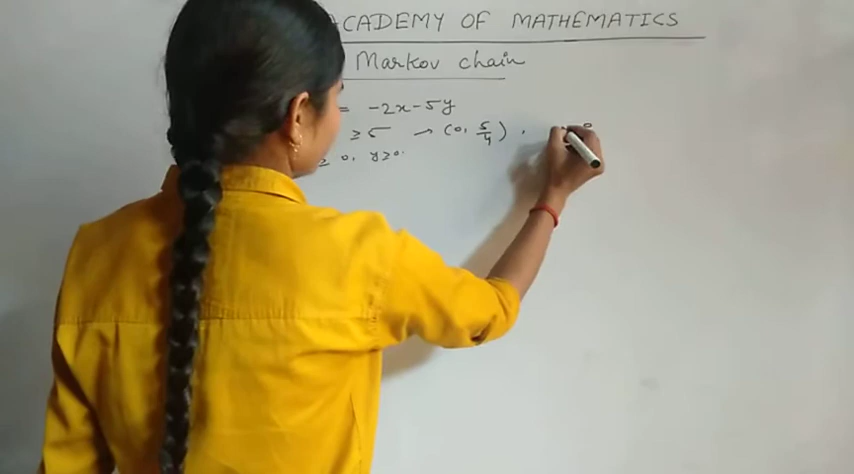 ACADEMY OF MATHEMATICS
Markov chain
= -2x-5y
≥5 → (0, 5/4),
≥ 0, y≥0.